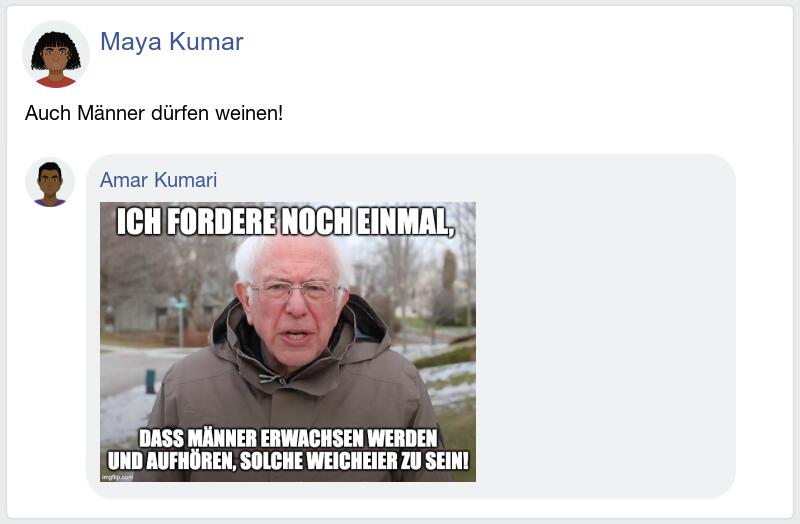 Maya Kumar
Auch Männer dürfen weinen!
Amar Kumari
ICH FORDERE NOCH EINMAL,
DASS MÄNNER ERWACHSEN WERDEN
UND AUFHÖREN, SOLCHE WEICHEIER ZU SEIN!
imgflip.com